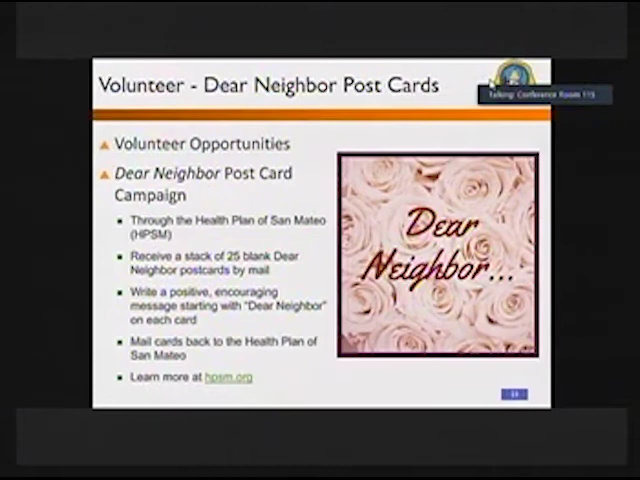 Volunteer - Dear Neighbor Post Cards
Talking: Conference Room 115
Volunteer Opportunities
Dear Neighbor Post Card
Campaign
Through the Health Plan of San Mateo
(HPSM)
Receive a stack of 25 blank Dear
Neighbor postcards by mail
Write a positive, encouraging
message starting with "Dear Neighbor"
on each card
Mail cards back to the Health Plan of
San Mateo
Learn more at hpsm.org
Dear
Neighbor...